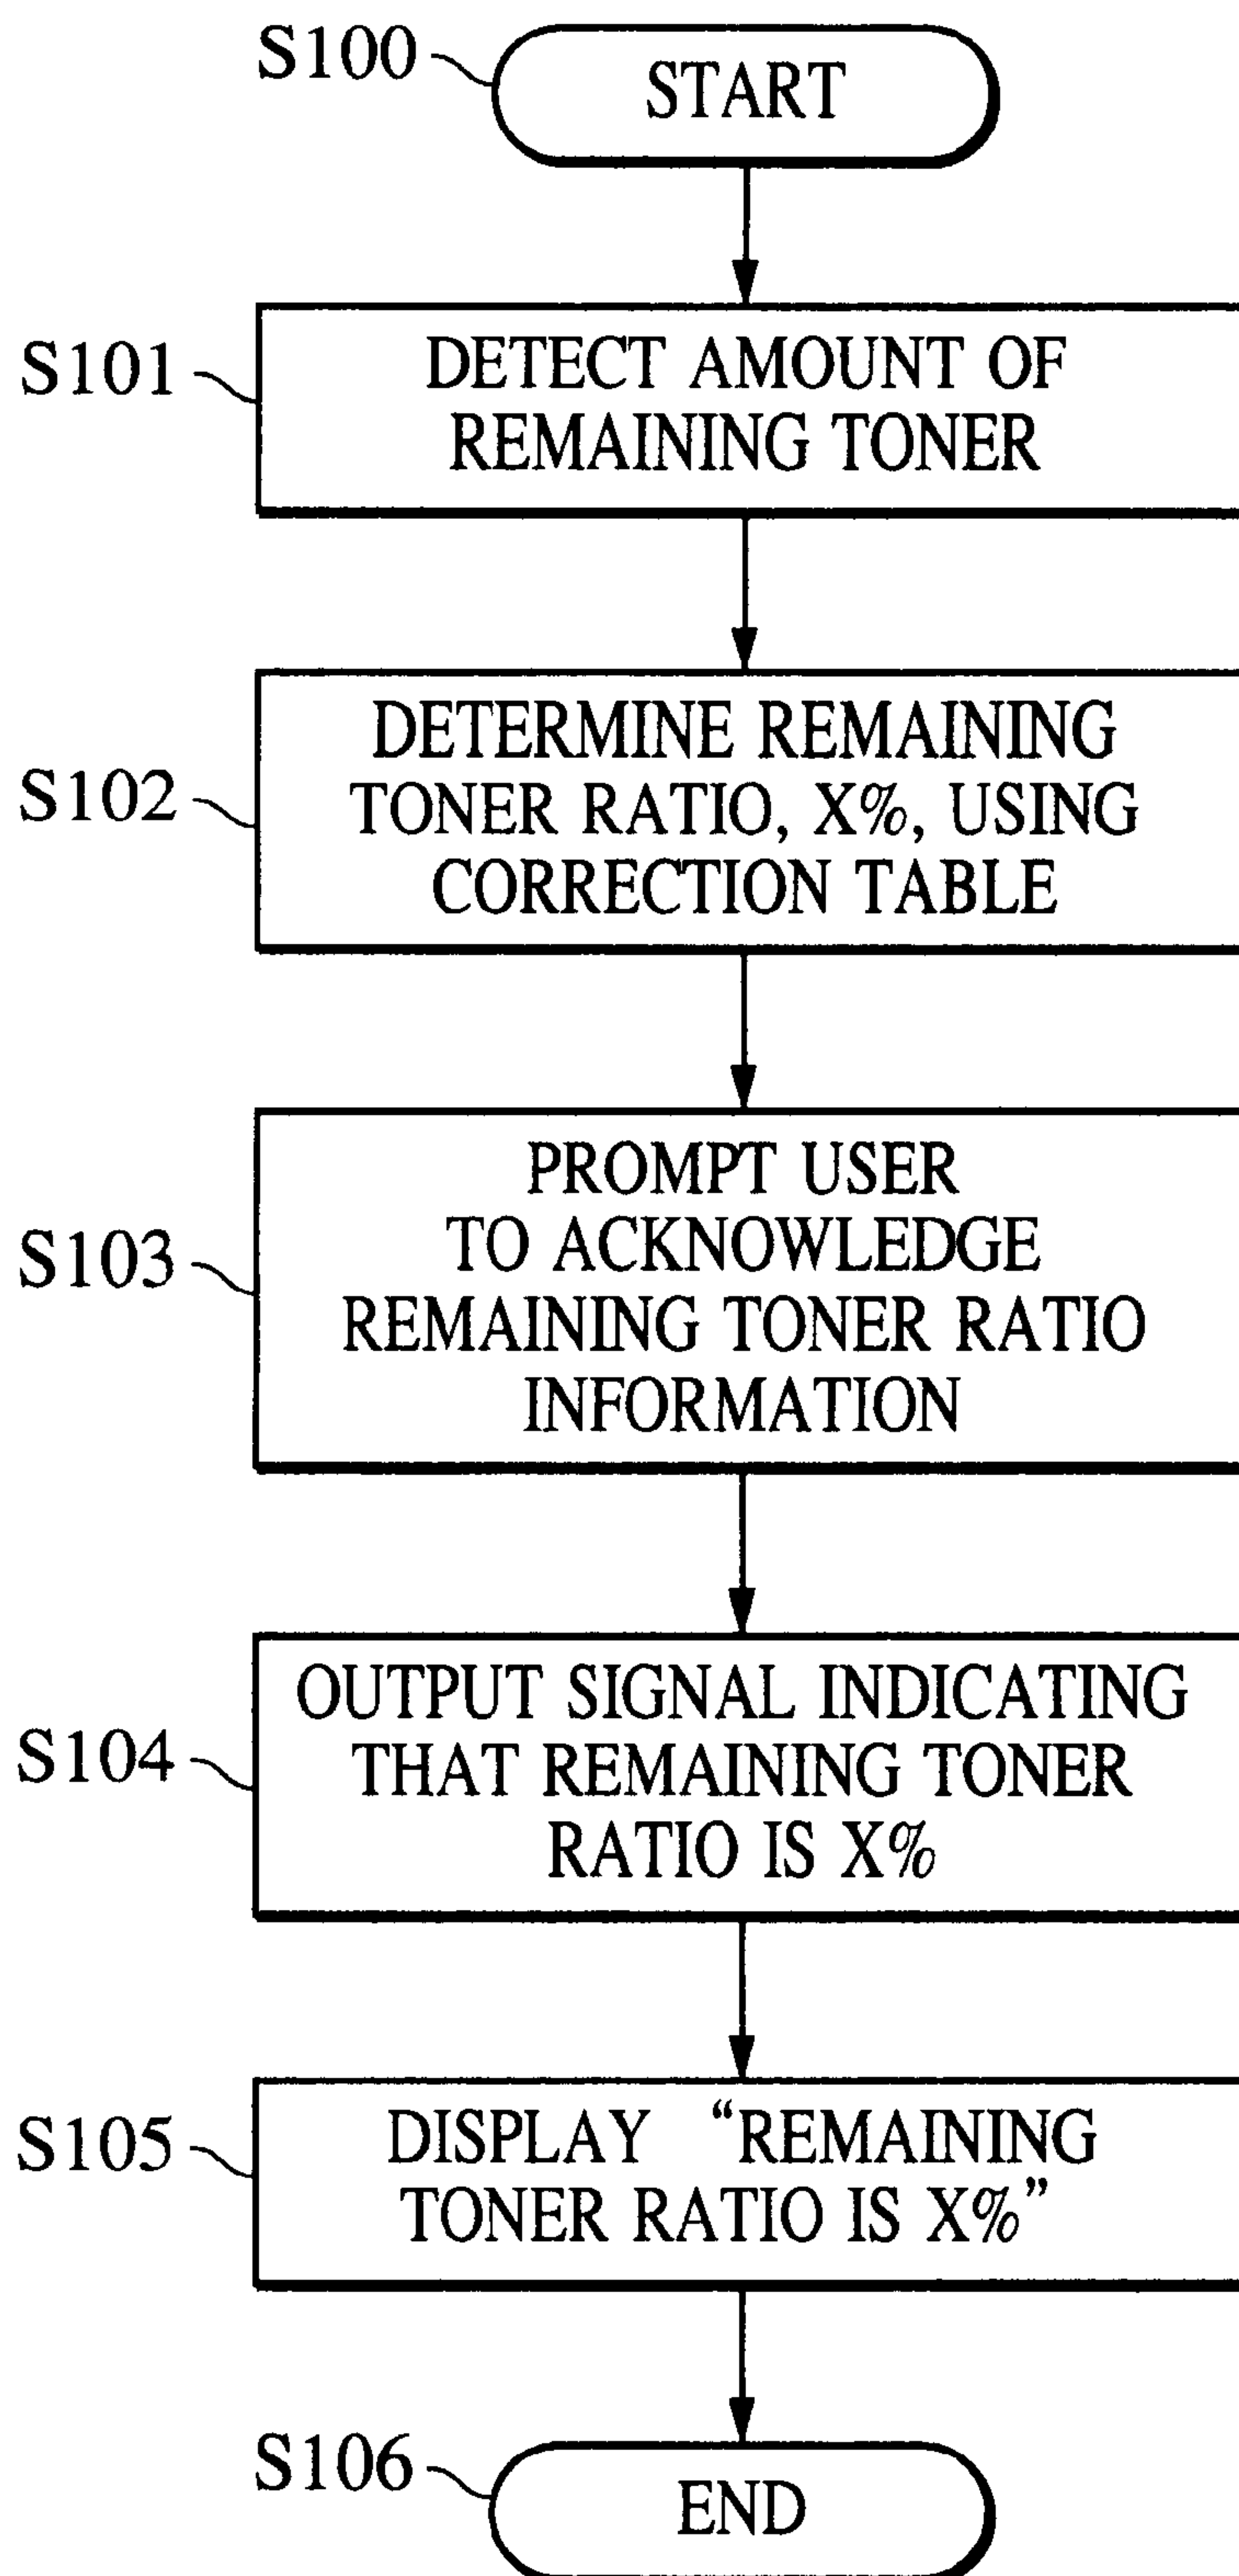 S100
START
S101
DETECT AMOUNT OF
REMAINING TONER
S102
DETERMINE REMAINING
TONER RATIO, X%, USING
CORRECTION TABLE
S103
PROMPT USER
TO ACKNOWLEDGE
REMAINING TONER RATIO
INFORMATION
S104
OUTPUT SIGNAL INDICATING
THAT REMAINING TONER
RATIO IS X%
S105
DISPLAY “REMAINING
TONER RATIO IS X%”
S106
END